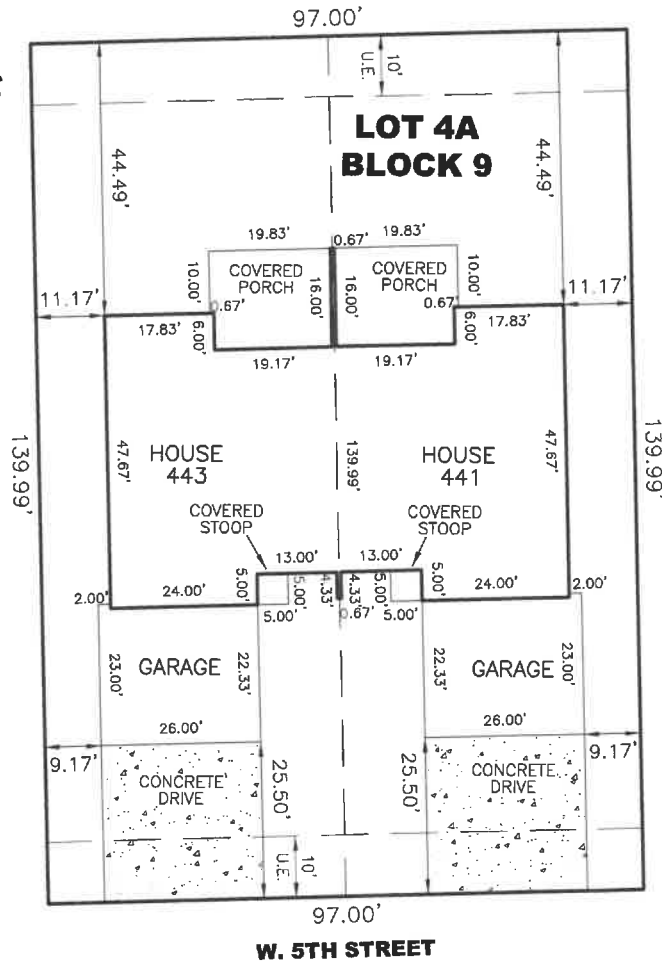 97.00'
10'
U.E.
LOT 4A
BLOCK 9
44.49'
44.49'
19.83'
0.67'
19.83'
COVERED
PORCH
COVERED
PORCH
10.00'
16.00'
16.00'
10.00'
11.17'
0.67'
0.67'
11.17'
17.83'
6.00'
6.00'
17.83'
19.17'
19.17'
139.99'
47.67'
HOUSE
443
139.99'
HOUSE
441
47.67'
139.99'
COVERED
STOOP
COVERED
STOOP
13.00'
13.00'
5.00'
5.00'
4.33'
4.33'
5.00'
5.00'
2.00'
24.00'
5.00'
0.67'
5.00'
24.00'
2.00'
23.00'
GARAGE
22.33'
22.33'
GARAGE
23.00'
26.00'
26.00'
9.17'
CONCRETE
DRIVE
25.50'
25.50'
CONCRETE
DRIVE
9.17'
10'
U.E.
97.00'
W. 5TH STREET